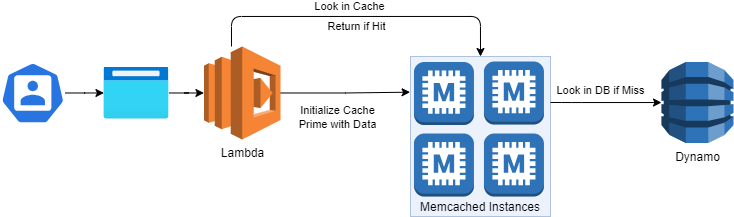 Look in Cache
Return if Hit
Initialize Cache
Prime with Data
Lambda
M
M
M
M
Memcached Instances
Look in DB if Miss
Dynamo